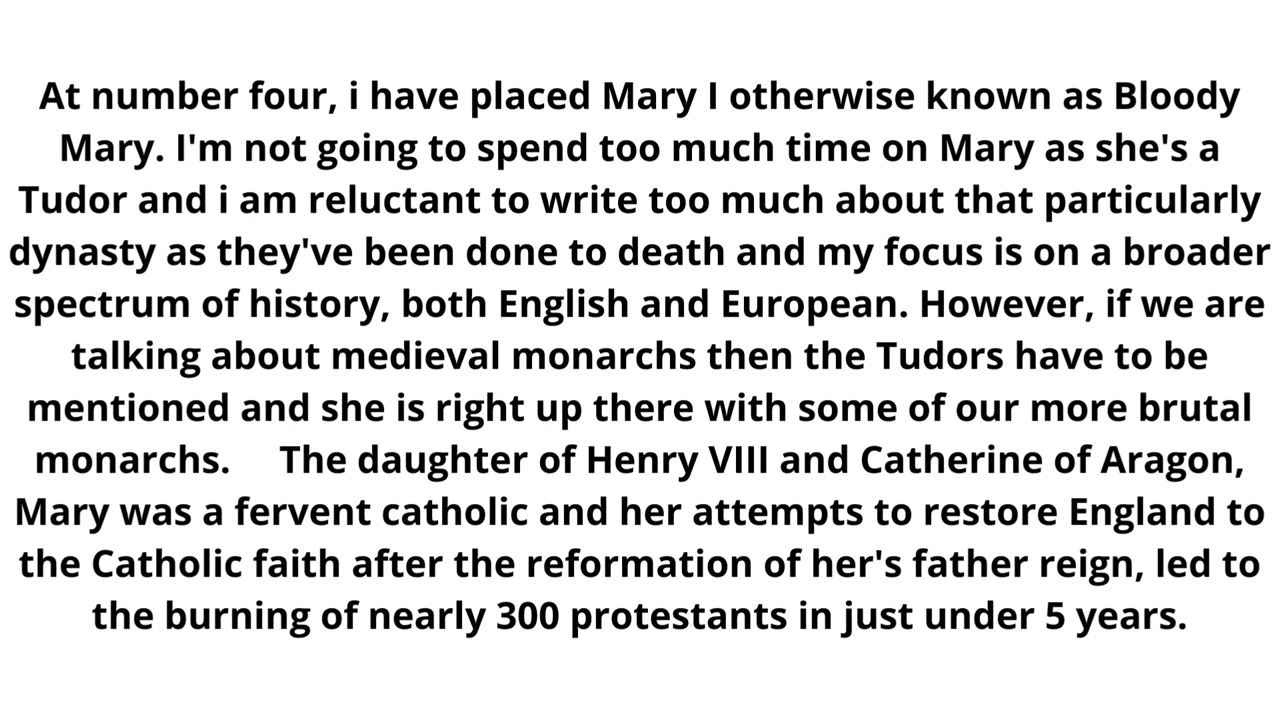 At number four, i have placed Mary I otherwise known as Bloody
Mary. I'm not going to spend too much time on Mary as she's a
Tudor and i am reluctant to write too much about that particularly
dynasty as they've been done to death and my focus is on a broader
spectrum of history, both English and European. However, if we are
talking about medieval monarchs then the Tudors have to be
mentioned and she is right up there with some of our more brutal
monarchs.    The daughter of Henry VIII and Catherine of Aragon,
Mary was a fervent catholic and her attempts to restore England to
the Catholic faith after the reformation of her's father reign, led to
the burning of nearly 300 protestants in just under 5 years.